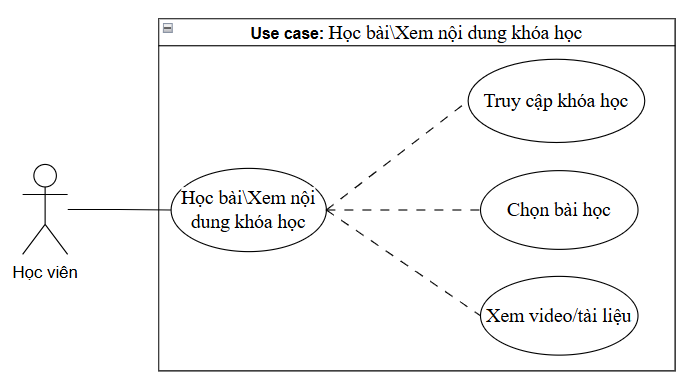 Use case: Học bài\Xem nội dung khóa học
Truy cập khóa học
Học bài\Xem nội
dung khóa học
Chọn bài học
Học viên
Xem video/tài liệu